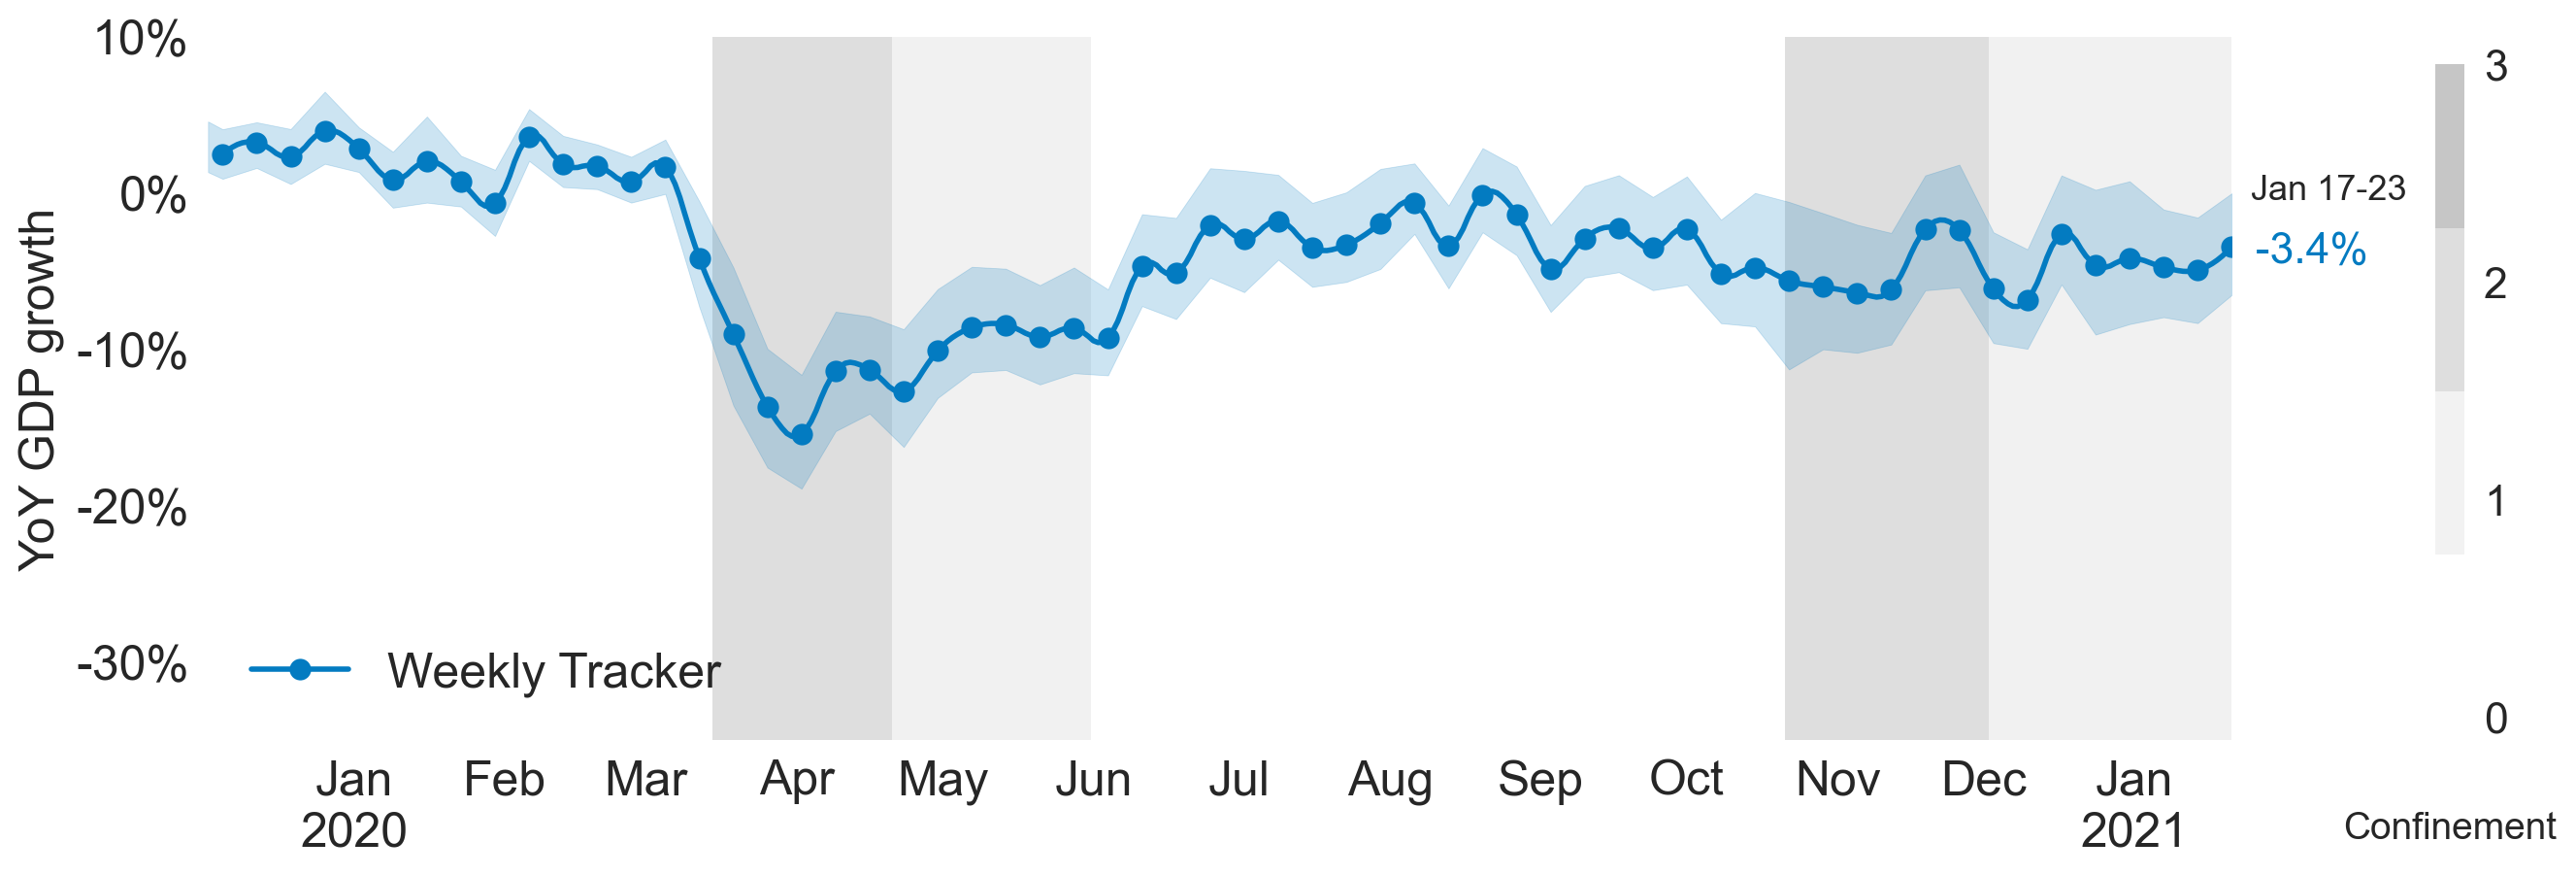 10%
0%
-10%
-20%
-30%
YoY GDP growth
Weekly Tracker
Jan Feb Mar Apr May Jun Jul Aug Sep Oct Nov Dec Jan
2020 2021
Jan 17-23
-3.4%
3
2
1
0
Confinement